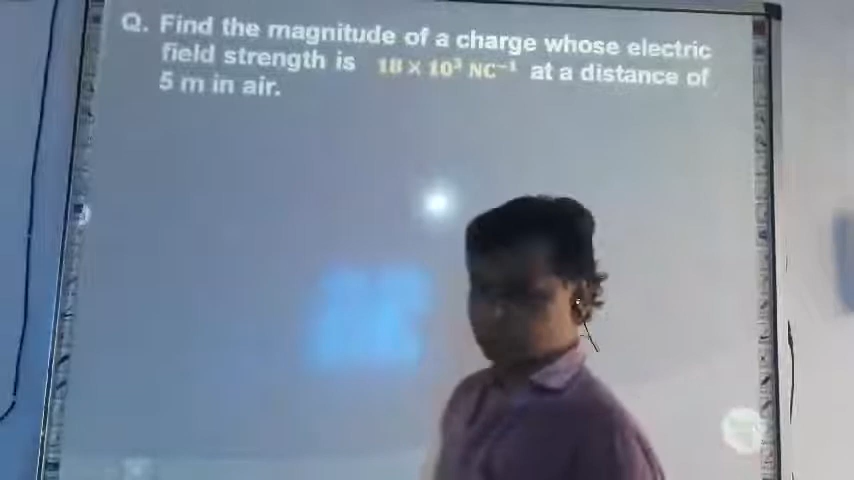 Q. Find the magnitude of a charge whose electric
field strength is 18 × 10³ NC⁻¹ at a distance of
5 m in air.